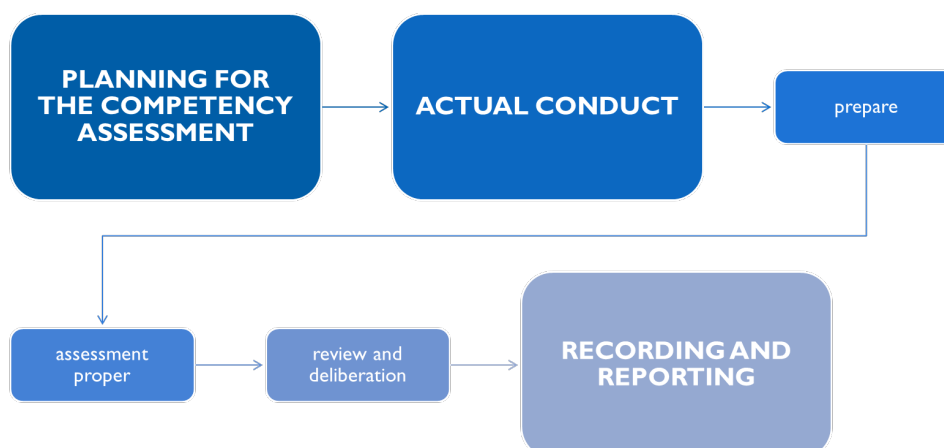 PLANNING FOR
THE COMPETENCY
ASSESSMENT
ACTUAL CONDUCT
prepare
assessment
proper
review and
deliberation
RECORDING AND
REPORTING